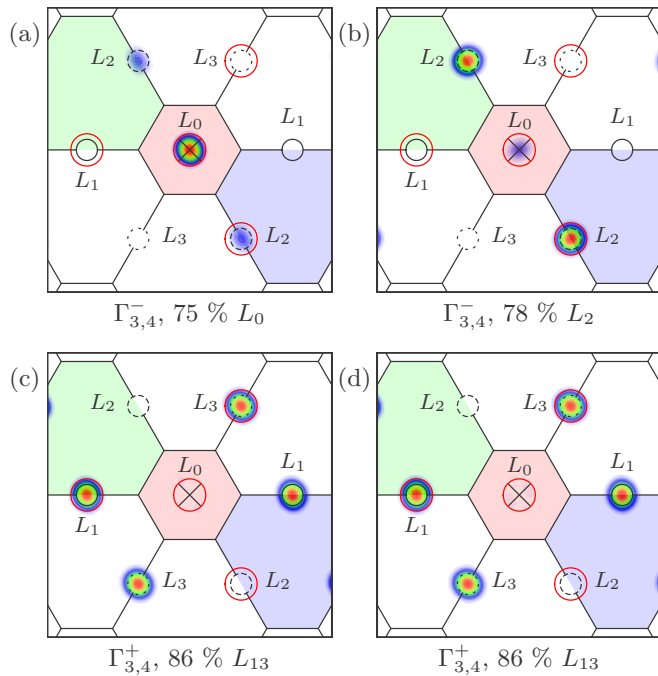 (a)
L₂
L₃
L₀
L₁
L₁
L₃
L₂
Γ⁻₃,₄, 75 % L₀
(b)
L₂
L₃
L₀
L₁
L₁
L₃
L₂
Γ⁻₃,₄, 78 % L₂
(c)
L₂
L₃
L₀
L₁
L₁
L₃
L₂
Γ⁺₃,₄, 86 % L₁₃
(d)
L₂
L₃
L₀
L₁
L₁
L₃
L₂
Γ⁺₃,₄, 86 % L₁₃